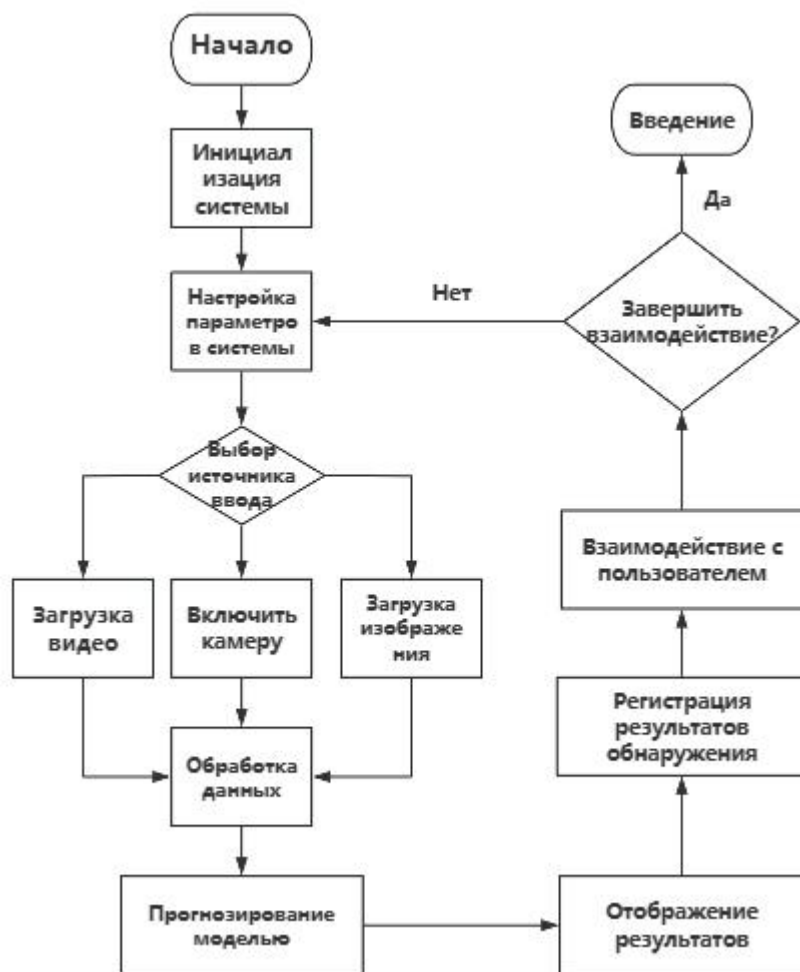 Начало
Инициал
изация
системы
Настройка
параметро
в системы
Выбор
источника
ввода
Загрузка
видео
Включить
камеру
Загрузка
изображе
ния
Обработка
данных
Прогнозирование
моделью
Отображение
результатов
Регистрация
результатов
обнаружения
Взаимодействие с
пользователем
Завершить
взаимодействие?
Нет
Да
Введение